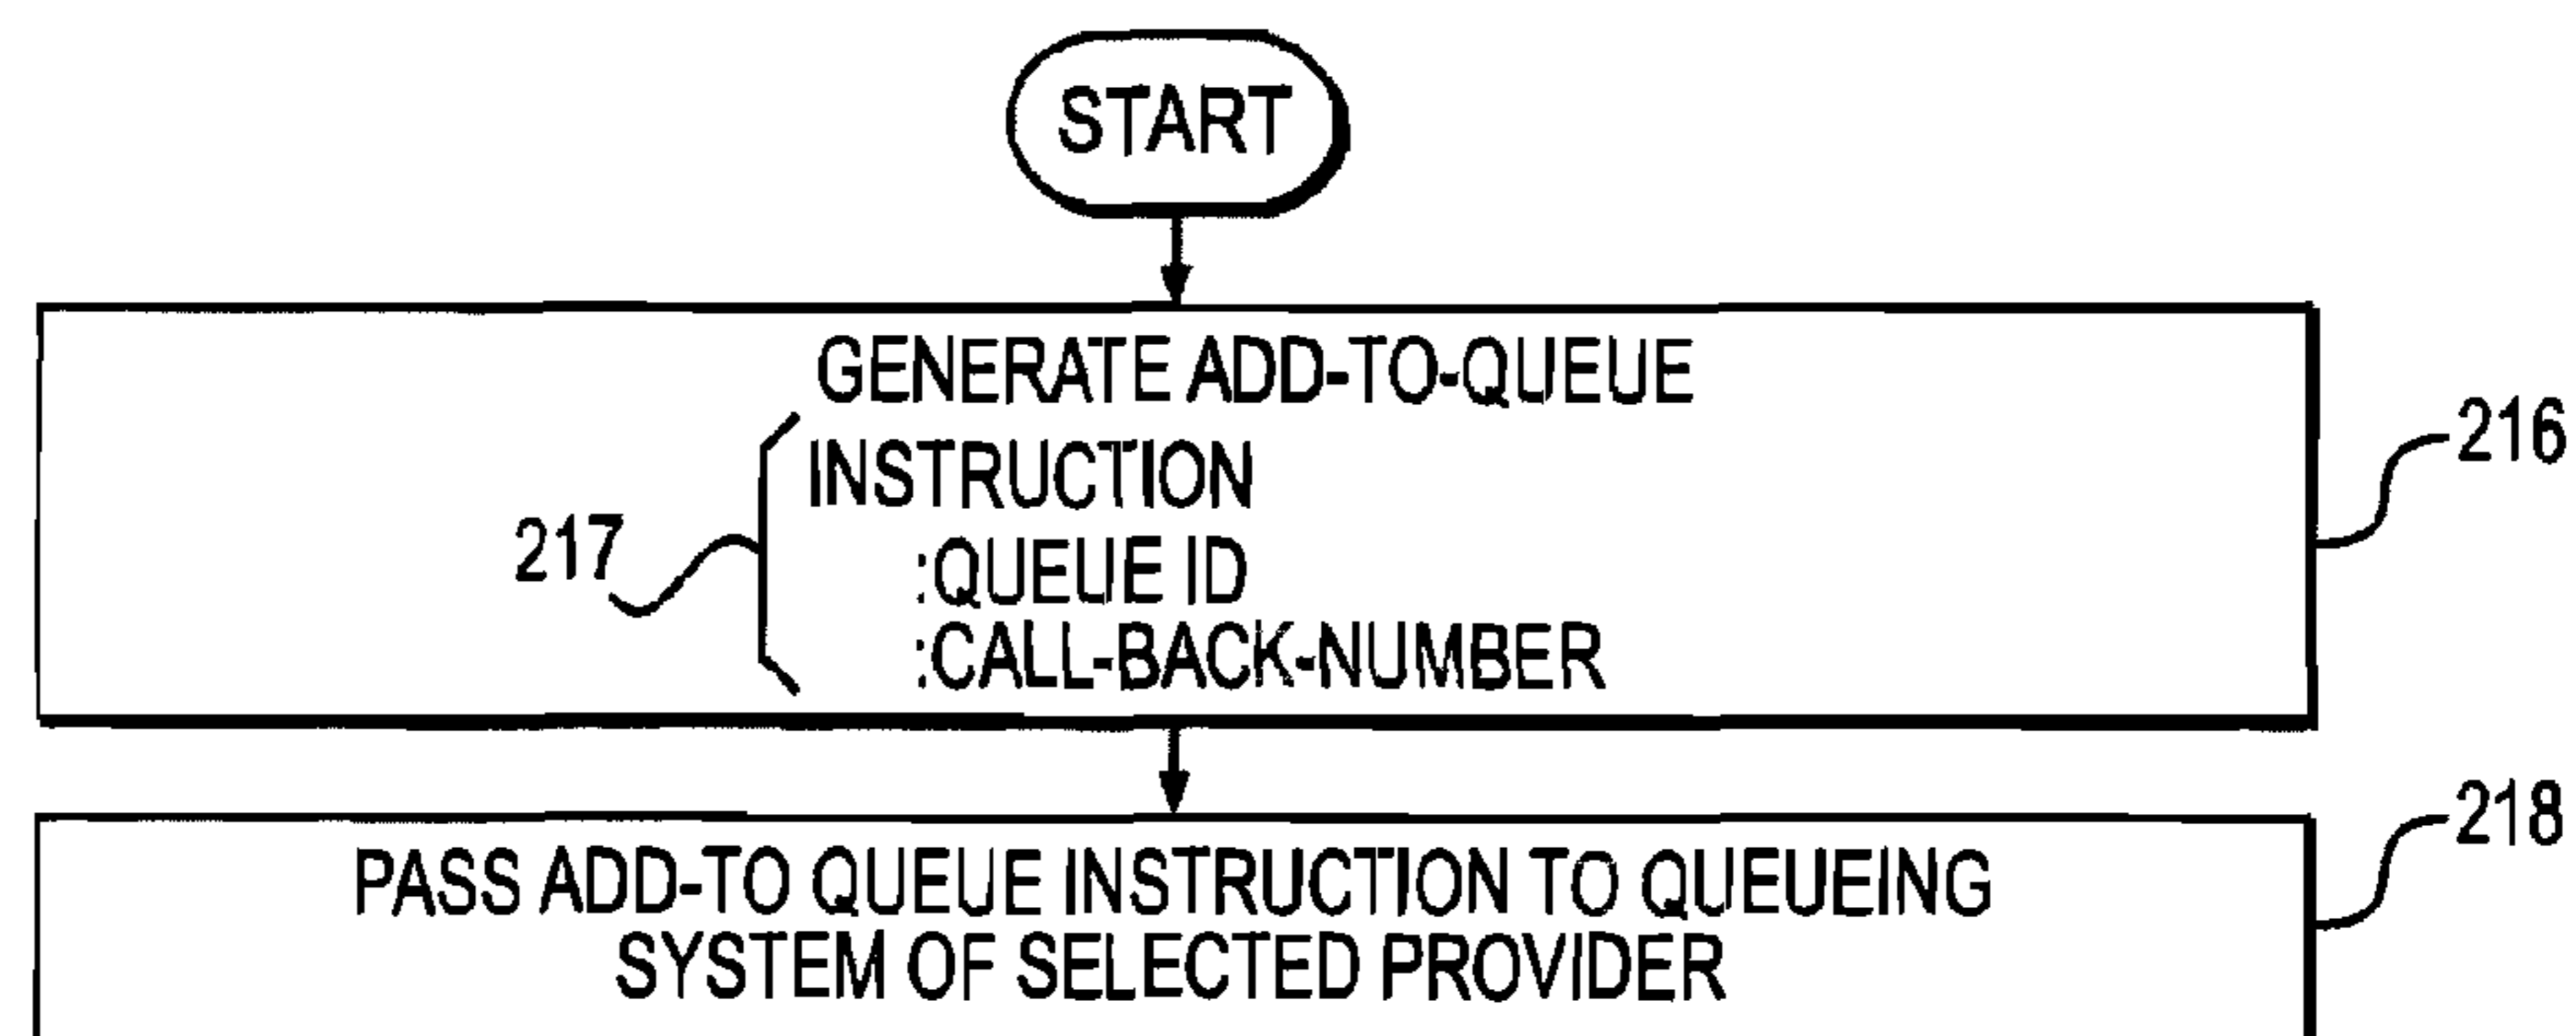 START
GENERATE ADD-TO-QUEUE
INSTRUCTION
:QUEUE ID
:CALL-BACK-NUMBER
217
216
PASS ADD-TO QUEUE INSTRUCTION TO QUEUEING
SYSTEM OF SELECTED PROVIDER
218